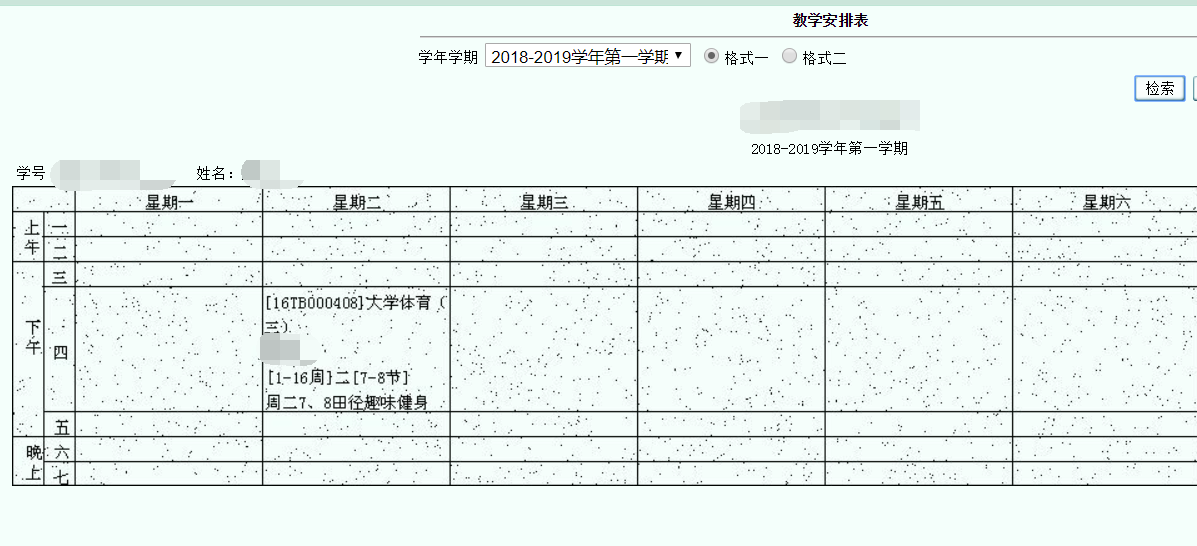 教学安排表
学年学期 2018-2019学年第一学期 格式一 格式二
检索
2018-2019学年第一学期
学号 姓名：
星期一 星期二 星期三 星期四 星期五 星期六
上午 一
二
下午 三
四 [16TB000408]大学体育（
三）
[1-16周]二[7-8节]
周二7、8田径趣味健身
五
晚上 六
七